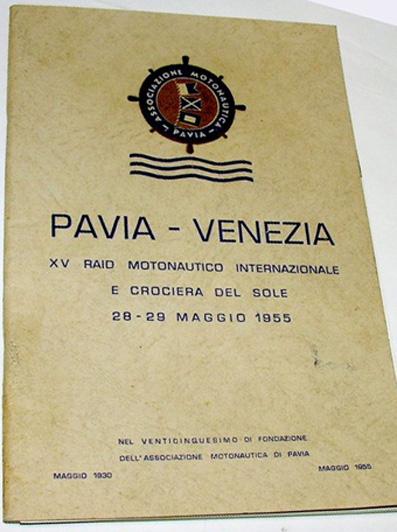 ASSOCIAZIONE MOTONAUTICA
PAVIA
PAVIA - VENEZIA
XV RAID MOTONAUTICO INTERNAZIONALE
E CROCIERA DEL SOLE
28-29 MAGGIO 1955
NEL VENTICINQUESIMO DI FONDAZIONE
DELL'ASSOCIAZIONE MOTONAUTICA DI PAVIA
MAGGIO 1930
MAGGIO 1955